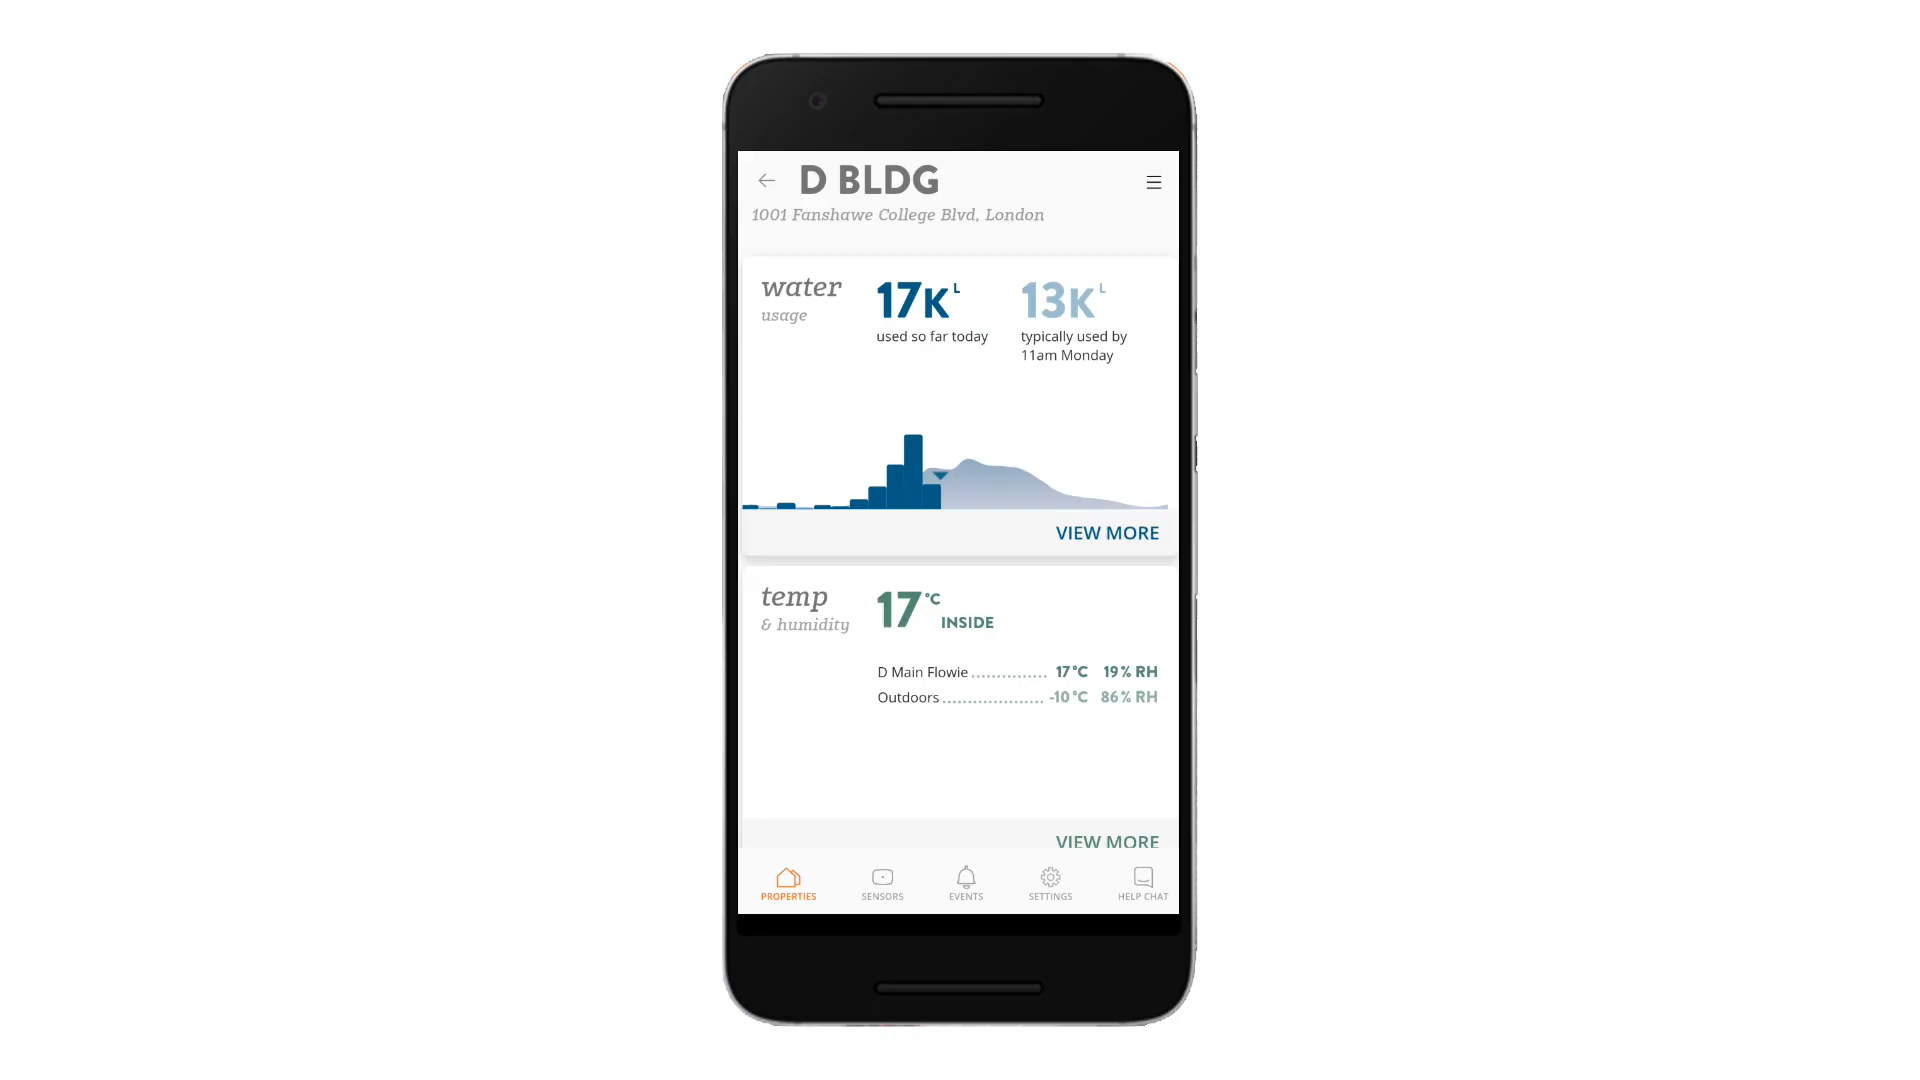 D BLDG
1001 Fanshawe College Blvd, London
water
usage
17K L
used so far today
13K L
typically used by
11am Monday
VIEW MORE
temp
& humidity
17 °C
INSIDE
D Main Flowie ............... 17°C 19% RH
Outdoors .................... -10°C 86% RH
VIEW MORE
PROPERTIES SENSORS EVENTS SETTINGS HELP CHAT